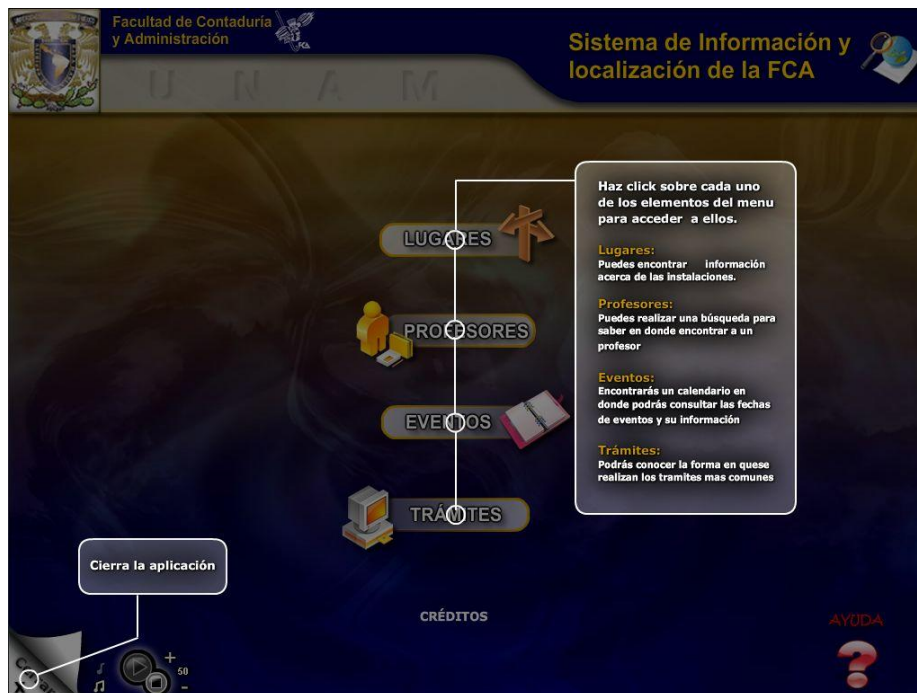 Facultad de Contaduría
y Administración
FCA
U N A M
Sistema de Información y
localización de la FCA
LUGARES
PROFESORES
EVENTOS
TRÁMITES
Haz click sobre cada uno
de los elementos del menu
para acceder a ellos.
Lugares:
Puedes encontrar información
acerca de las instalaciones.
Profesores:
Puedes realizar una búsqueda para
saber en donde encontrar a un
profesor
Eventos:
Encontrarás un calendario en
donde podrás consultar las fechas
de eventos y su información
Trámites:
Podrás conocer la forma en quese
realizan los tramites mas comunes
Cierra la aplicación
CRÉDITOS
AYUDA
?
+
50
-